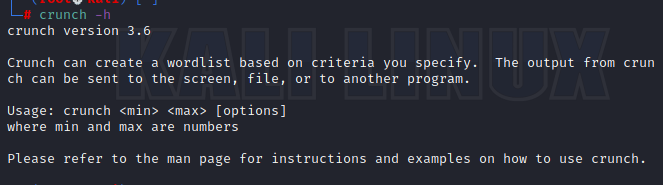 # crunch -h
crunch version 3.6
Crunch can create a wordlist based on criteria you specify.  The output from crun
ch can be sent to the screen, file, or to another program.
Usage: crunch <min> <max> [options]
where min and max are numbers
Please refer to the man page for instructions and examples on how to use crunch.
KALI LINUX